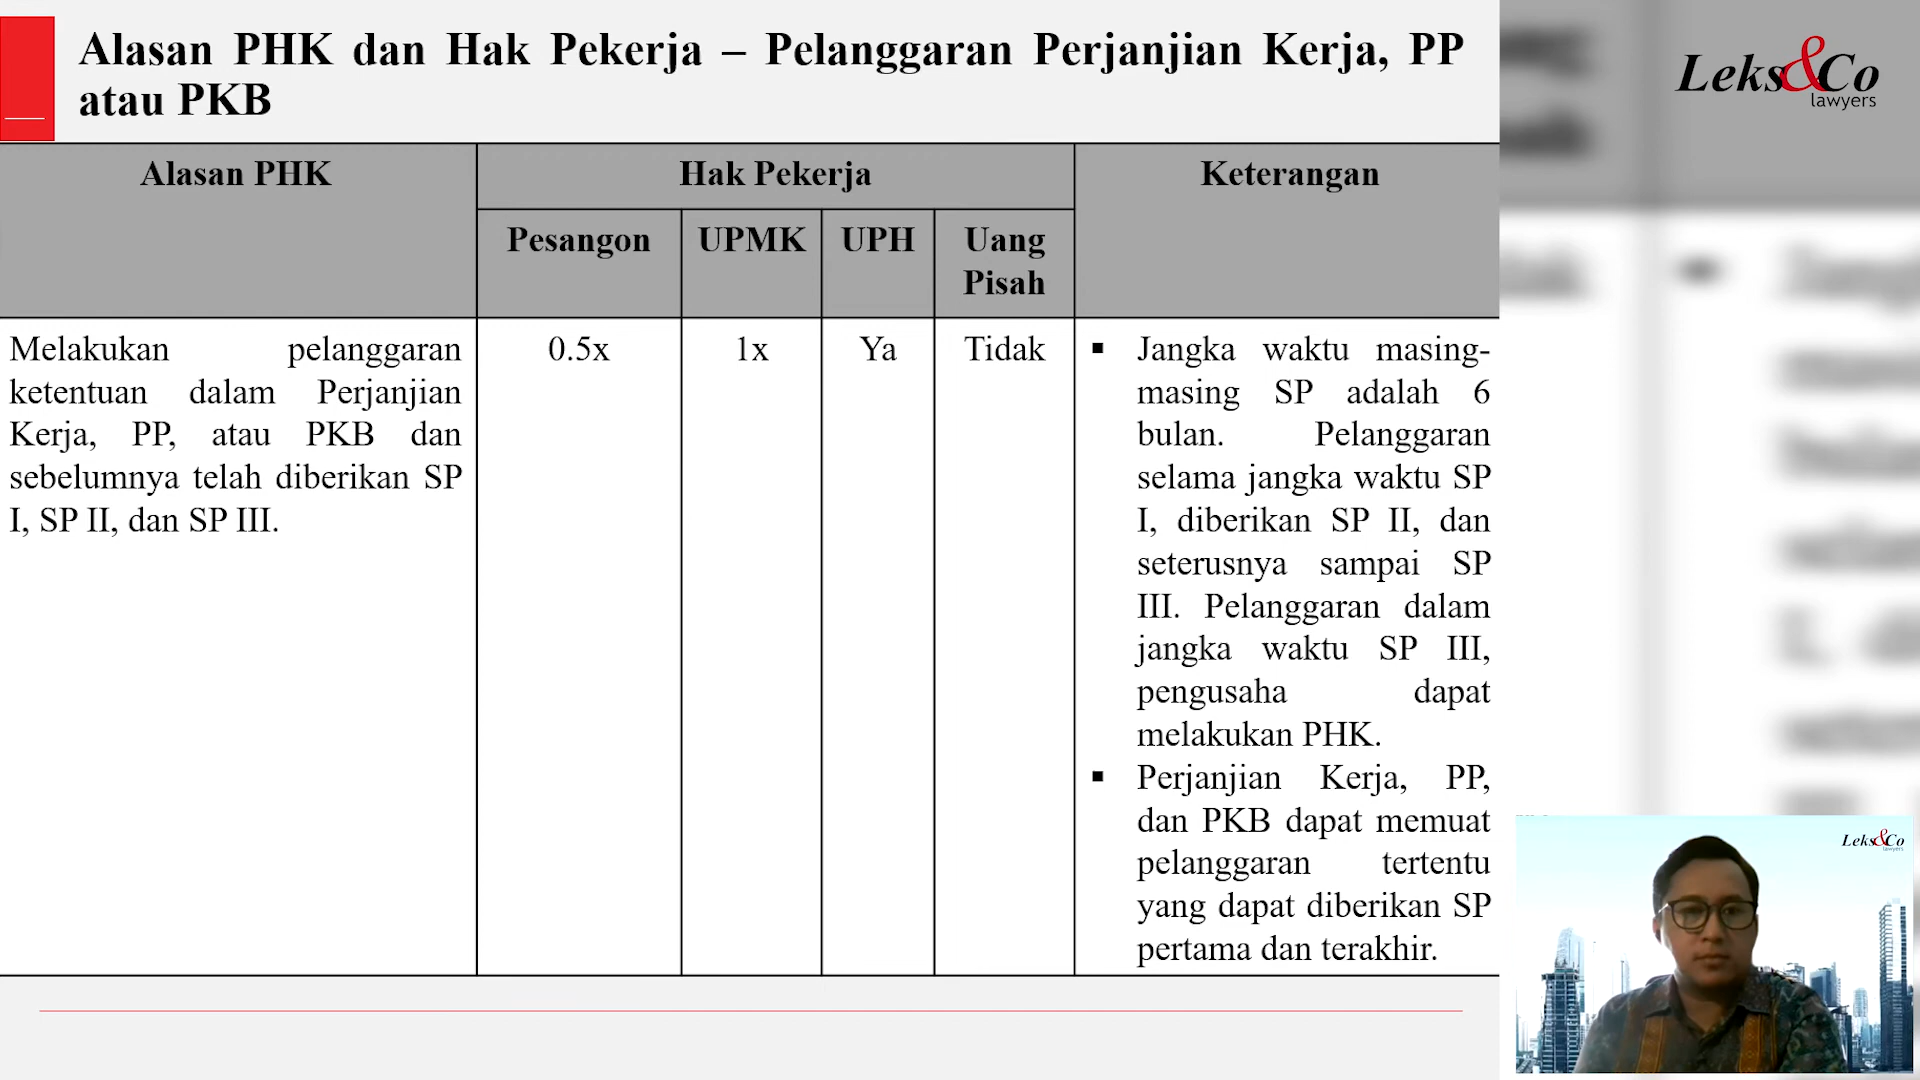 Alasan PHK dan Hak Pekerja – Pelanggaran Perjanjian Kerja, PP
atau PKB
Leks&Co
lawyers
Alasan PHK
Hak Pekerja
Keterangan
Pesangon
UPMK
UPH
Uang
Pisah
Melakukan pelanggaran
ketentuan dalam Perjanjian
Kerja, PP, atau PKB dan
sebelumnya telah diberikan SP
I, SP II, dan SP III.
0.5x
1x
Ya
Tidak
▪ Jangka waktu masing-
masing SP adalah 6
bulan. Pelanggaran
selama jangka waktu SP
I, diberikan SP II, dan
seterusnya sampai SP
III. Pelanggaran dalam
jangka waktu SP III,
pengusaha dapat
melakukan PHK.
▪ Perjanjian Kerja, PP,
dan PKB dapat memuat
pelanggaran tertentu
yang dapat diberikan SP
pertama dan terakhir.
Leks&Co
lawyers